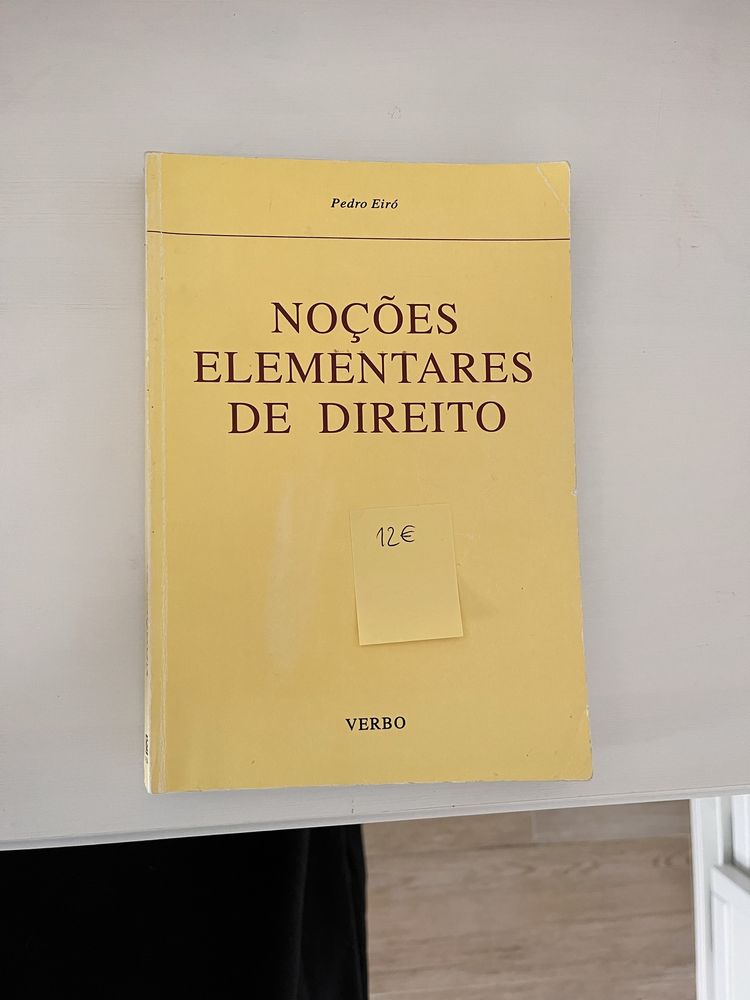 Pedro Eiró
NOÇÕES
ELEMENTARES
DE DIREITO
12€
VERBO